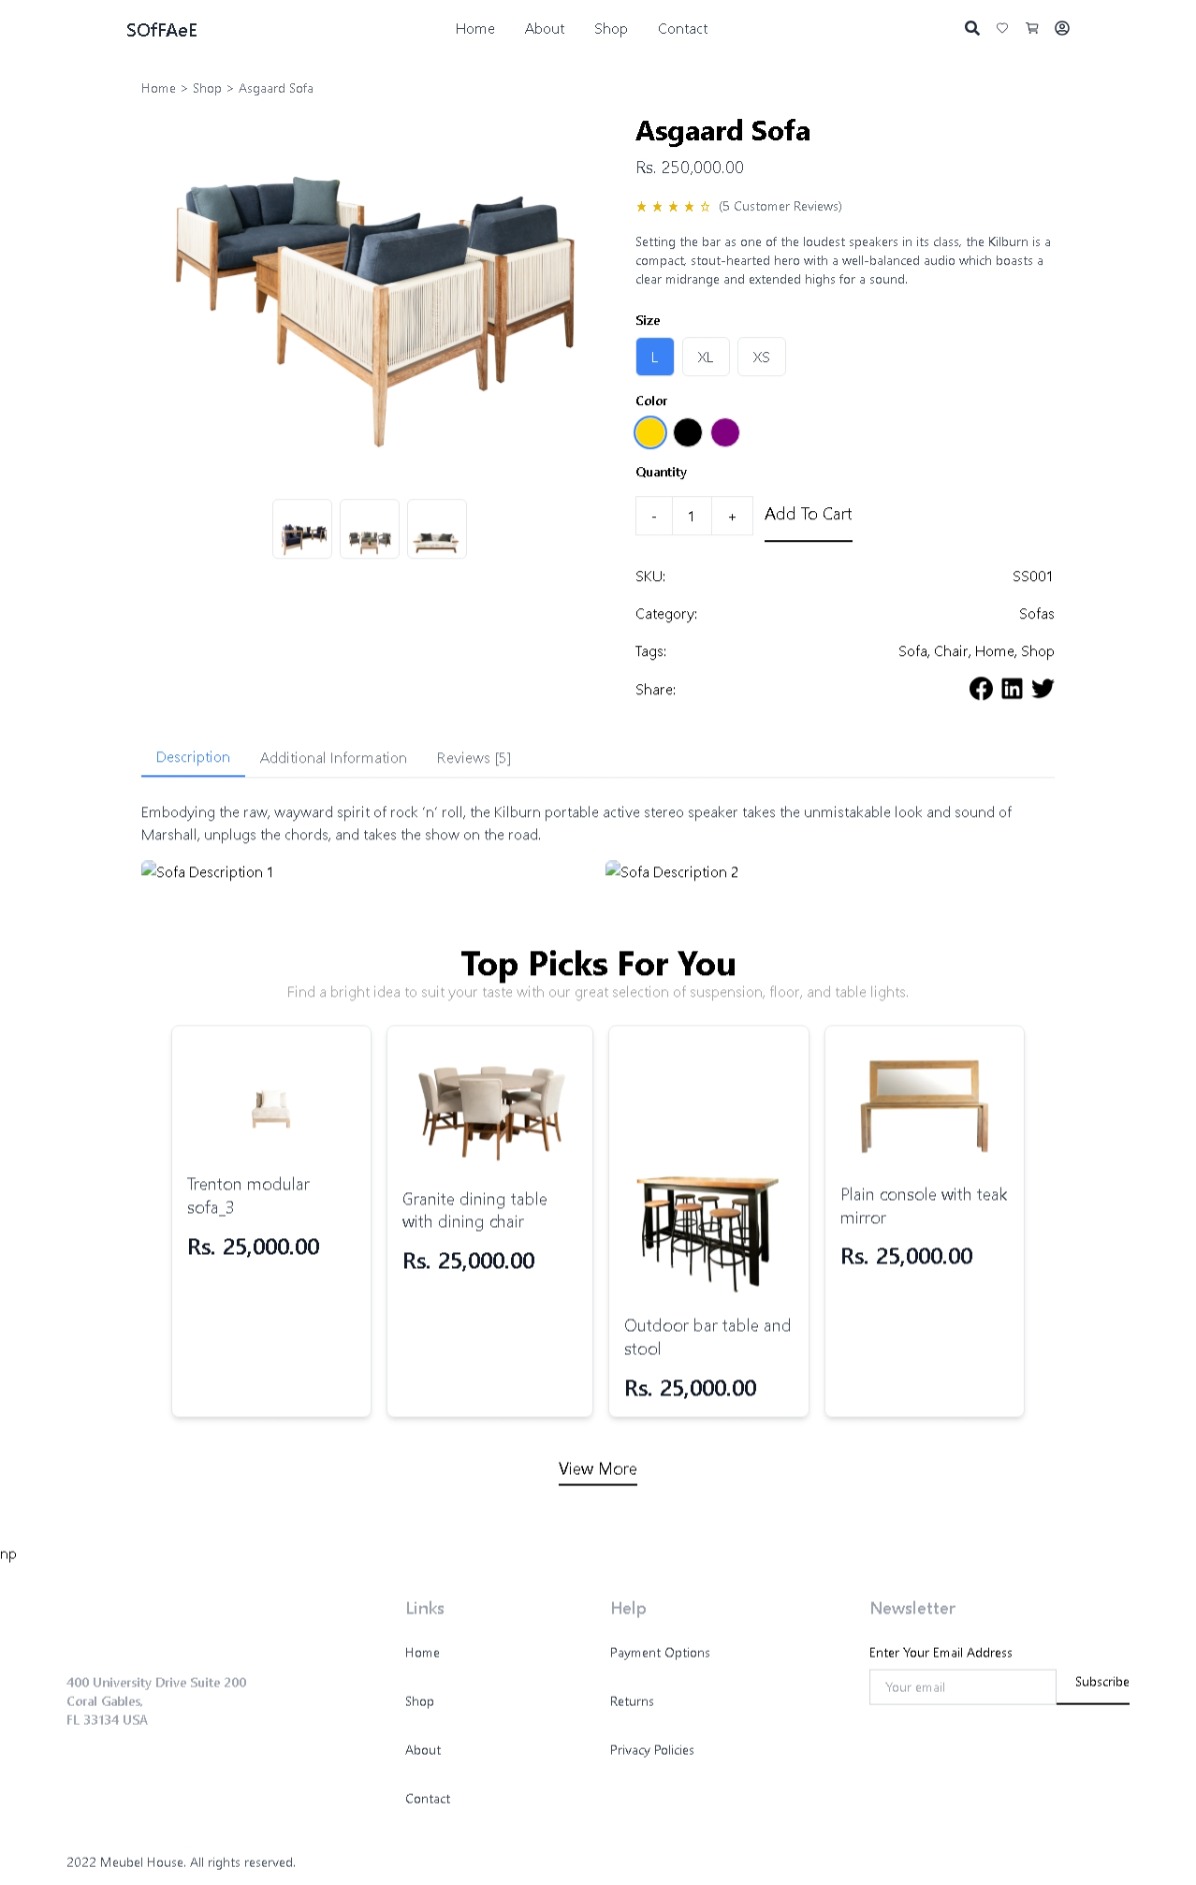 SOfFAeE
Home About Shop Contact
Home > Shop > Asgaard Sofa
Asgaard Sofa
Rs. 250,000.00
★ ★ ★ ★ ☆ (5 Customer Reviews)
Setting the bar as one of the loudest speakers in its class, the Kilburn is a
compact, stout-hearted hero with a well-balanced audio which boasts a
clear midrange and extended highs for a sound.
Size
L XL XS
Color
Quantity
- 1 + Add To Cart
SKU: SS001
Category: Sofas
Tags: Sofa, Chair, Home, Shop
Share:
Description Additional Information Reviews [5]
Embodying the raw, wayward spirit of rock ‘n’ roll, the Kilburn portable active stereo speaker takes the unmistakable look and sound of
Marshall, unplugs the chords, and takes the show on the road.
Sofa Description 1 Sofa Description 2
Top Picks For You
Find a bright idea to suit your taste with our great selection of suspension, floor, and table lights.
Trenton modular
sofa_3
Rs. 25,000.00
Granite dining table
with dining chair
Rs. 25,000.00
Outdoor bar table and
stool
Rs. 25,000.00
Plain console with teak
mirror
Rs. 25,000.00
View More
np
400 University Drive Suite 200
Coral Gables,
FL 33134 USA
Links
Home
Shop
About
Contact
Help
Payment Options
Returns
Privacy Policies
Newsletter
Enter Your Email Address
Your email Subscribe
2022 Meubel House. All rights reserved.